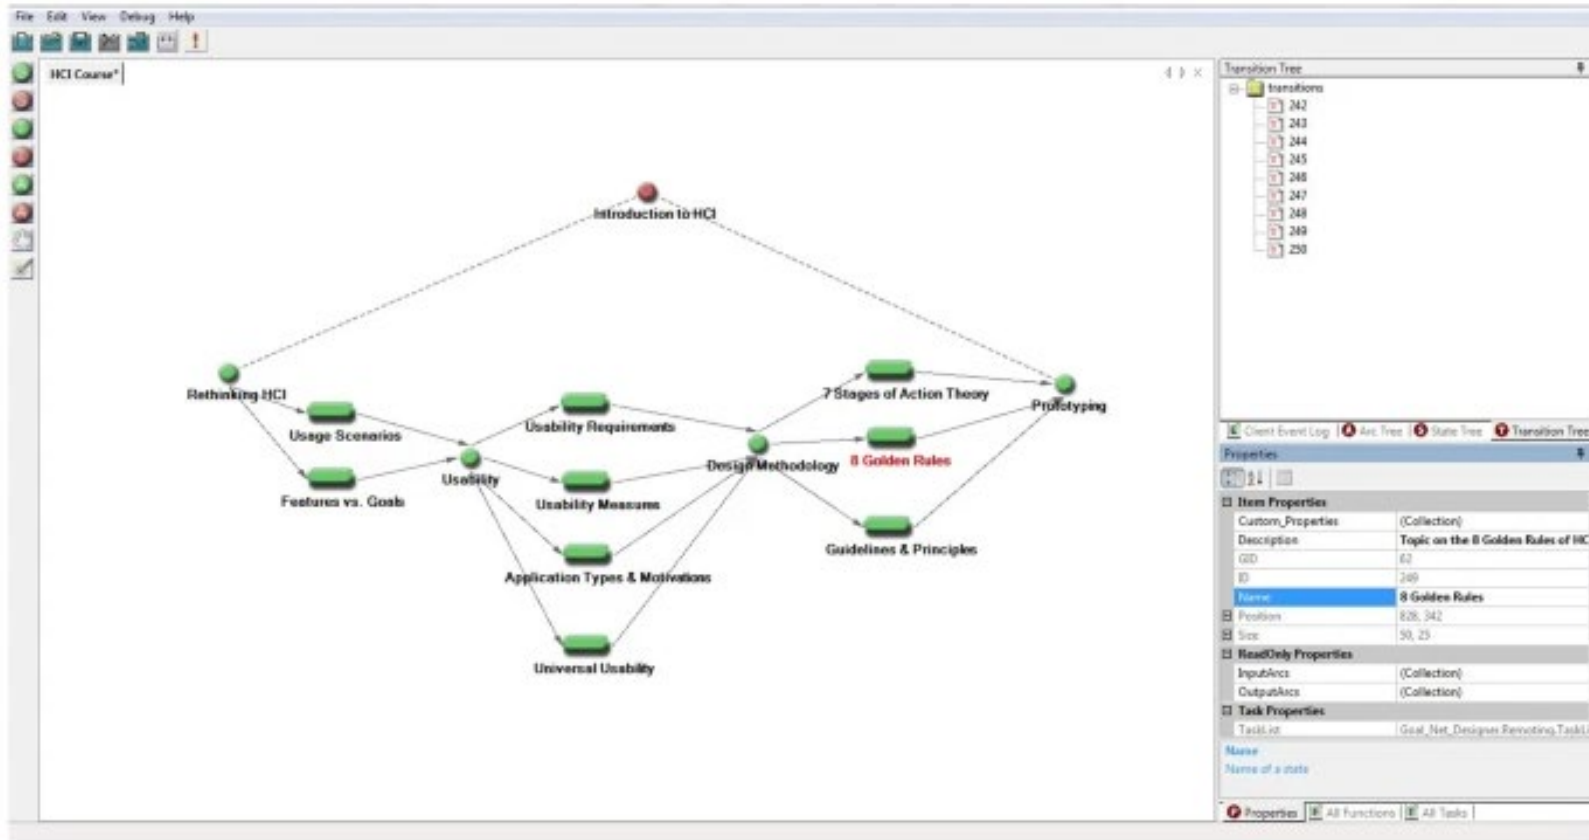 File Edit View Debug Help
HCI Course*
Introduction to HCI
Rethinking HCI
Usage Scenarios
Features vs. Goals
Usability
Usability Requirements
Usability Measures
Application Types & Motivations
Universal Usability
Design Methodology
7 Stages of Action Theory
8 Golden Rules
Guidelines & Principles
Prototyping
Transition Tree
transitions
242
243
244
245
246
247
248
249
250
Client Event Log Arc Tree State Tree Transition Tree
Properties
Item Properties
Custom_Properties (Collection)
Description Topic on the 8 Golden Rules of HC
GID 62
ID 249
Name 8 Golden Rules
Position 828, 342
Size 50, 25
ReadOnly Properties
InputArcs (Collection)
OutputArcs (Collection)
Task Properties
TaskList Goal_Net_Designer.Remoting.TaskLi
Name
Name of a state
Properties All Functions All Tasks